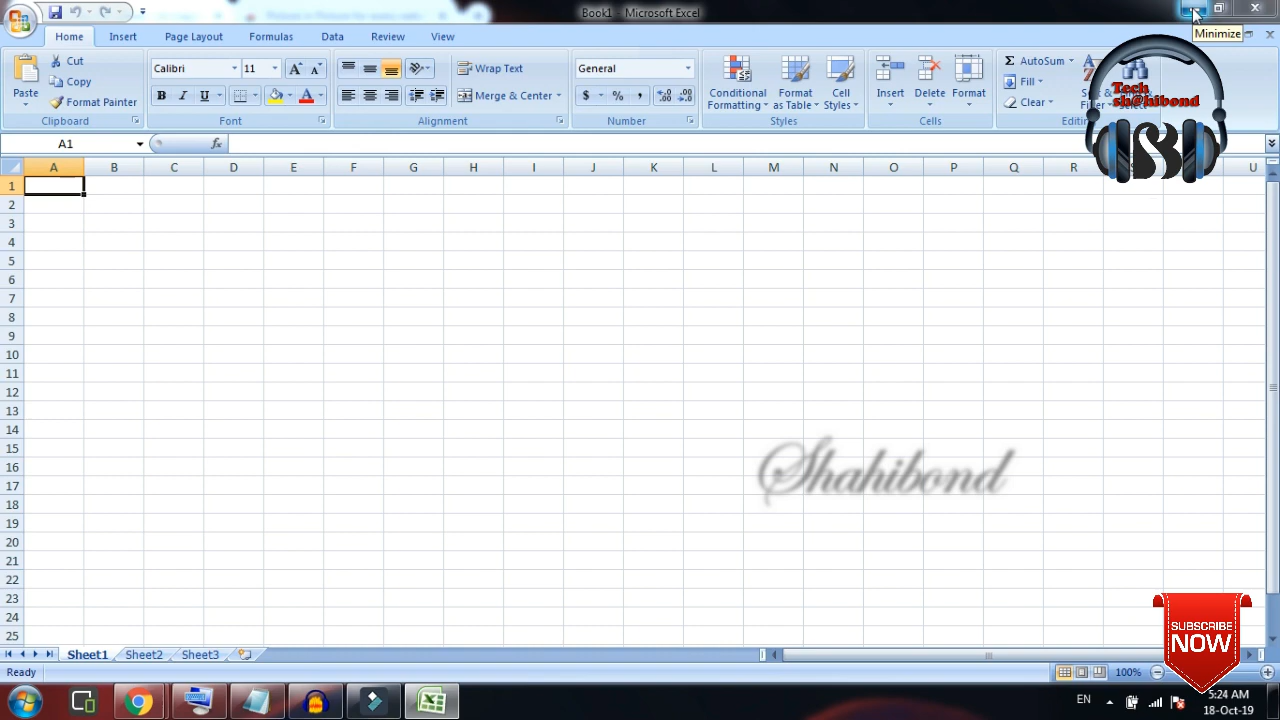 Book1 - Microsoft Excel
Minimize
Home Insert Page Layout Formulas Data Review View
Paste
Cut
Copy
Format Painter
Clipboard
Calibri 11
B I U
Font
Wrap Text
Merge & Center
Alignment
General
$ % ,
Number
Conditional Formatting
Format as Table
Cell Styles
Styles
Insert
Delete
Format
Cells
Σ AutoSum
Fill
Clear
Tech
sh@hibond
SB
A1 fx
A B C D E F G H I J K L M N O P Q R U
1
2
3
4
5
6
7
8
9
10
11
12
13
14
15
16
17
18
19
20
21
22
23
24
25
Shahibond
SUBSCRIBE
NOW
Sheet1 Sheet2 Sheet3
Ready 100%
EN 5:24 AM
18-Oct-19